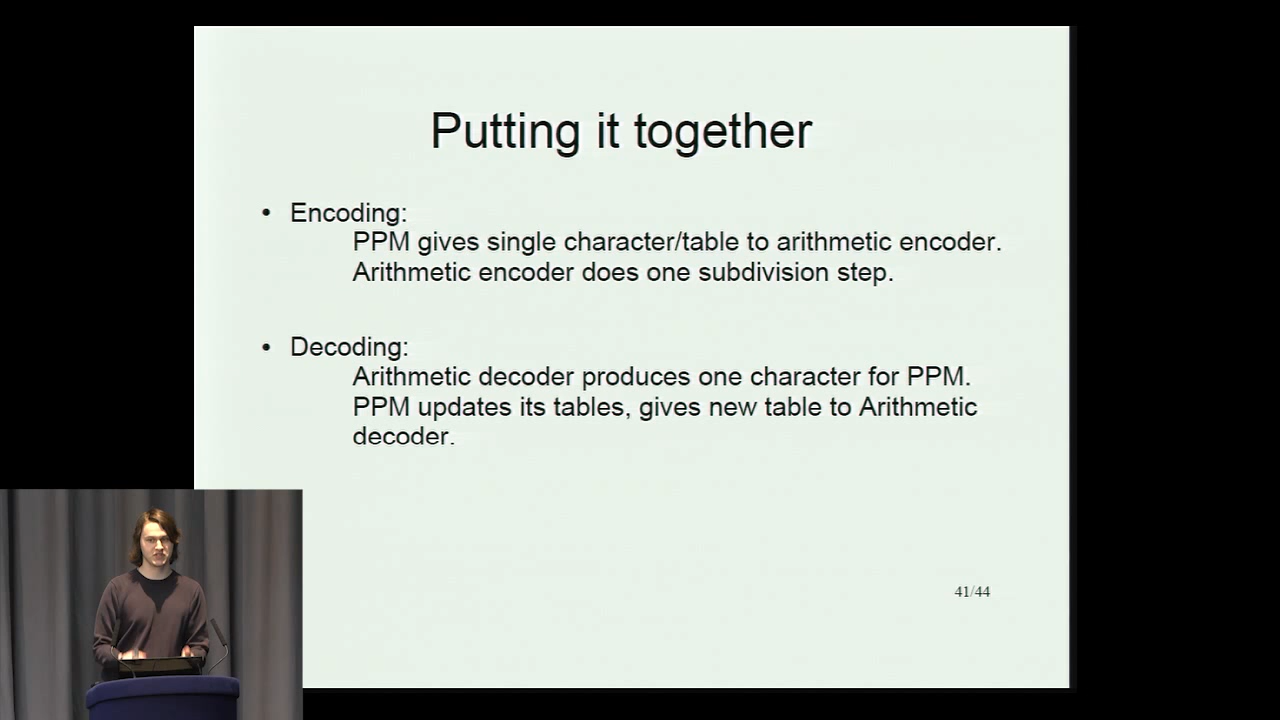 Putting it together
• Encoding:
PPM gives single character/table to arithmetic encoder.
Arithmetic encoder does one subdivision step.
• Decoding:
Arithmetic decoder produces one character for PPM.
PPM updates its tables, gives new table to Arithmetic
decoder.
41/44